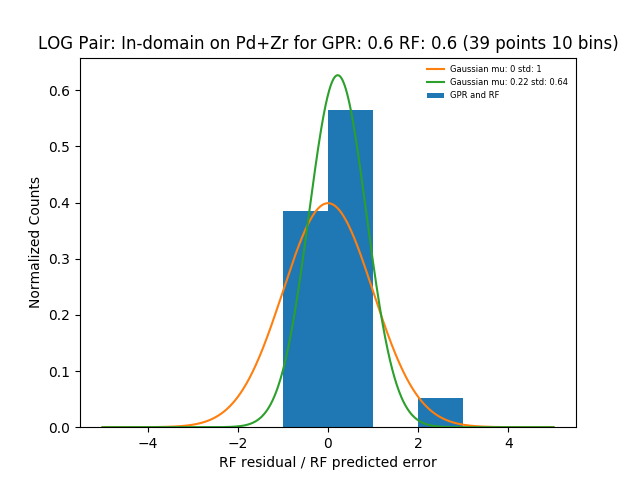 LOG Pair: In-domain on Pd+Zr for GPR: 0.6 RF: 0.6 (39 points 10 bins)
Gaussian mu: 0 std: 1
Gaussian mu: 0.22 std: 0.64
GPR and RF
Normalized Counts
0.6
0.5
0.4
0.3
0.2
0.1
0.0
−4 −2 0 2 4
RF residual / RF predicted error